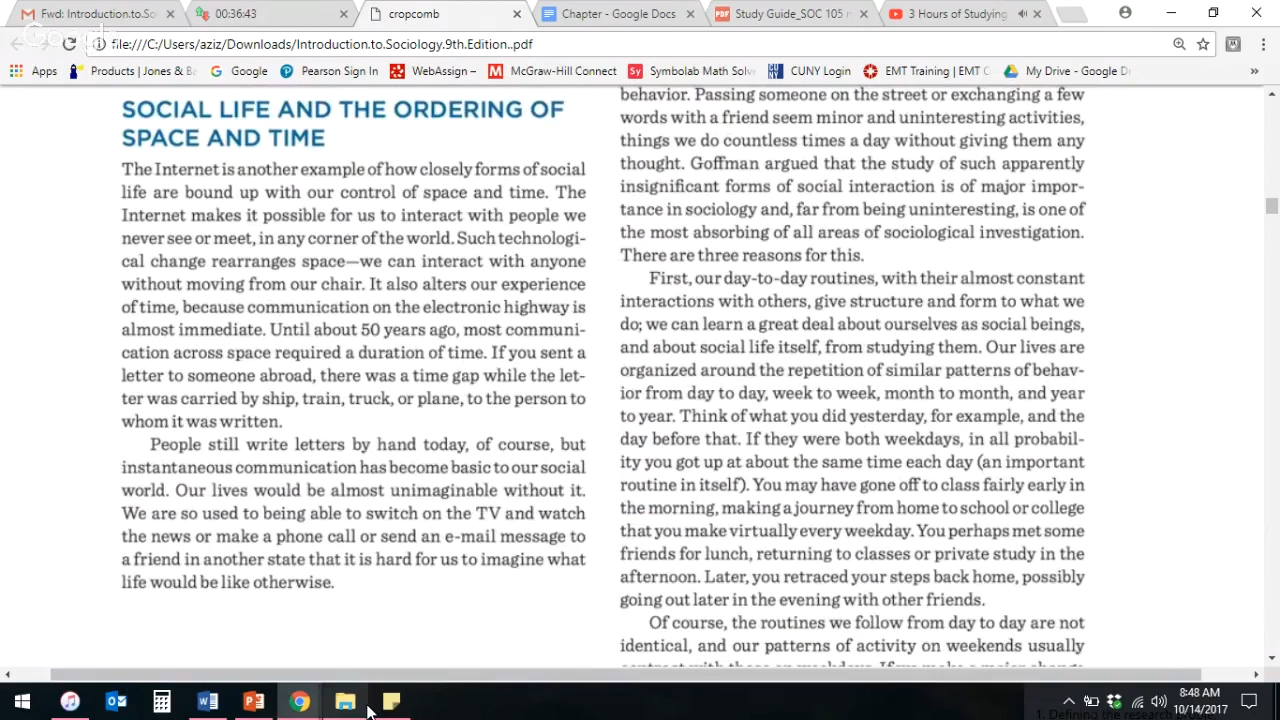 Fwd: Introduction.to.So
00:36:43
cropcomb
Chapter - Google Docs
Study Guide_SOC 105 m
3 Hours of Studying
Google
file:///C:/Users/aziz/Downloads/Introduction.to.Sociology.9th.Edition..pdf
Apps
Products | Jones & Ba
Google
Pearson Sign In
WebAssign –
McGraw-Hill Connect
Symbolab Math Solv
CUNY Login
EMT Training | EMT C
My Drive - Google Dr
»
SOCIAL LIFE AND THE ORDERING OF
SPACE AND TIME
The Internet is another example of how closely forms of social
life are bound up with our control of space and time. The
Internet makes it possible for us to interact with people we
never see or meet, in any corner of the world. Such technologi-
cal change rearranges space—we can interact with anyone
without moving from our chair. It also alters our experience
of time, because communication on the electronic highway is
almost immediate. Until about 50 years ago, most communi-
cation across space required a duration of time. If you sent a
letter to someone abroad, there was a time gap while the let-
ter was carried by ship, train, truck, or plane, to the person to
whom it was written.
People still write letters by hand today, of course, but
instantaneous communication has become basic to our social
world. Our lives would be almost unimaginable without it.
We are so used to being able to switch on the TV and watch
the news or make a phone call or send an e-mail message to
a friend in another state that it is hard for us to imagine what
life would be like otherwise.
behavior. Passing someone on the street or exchanging a few
words with a friend seem minor and uninteresting activities,
things we do countless times a day without giving them any
thought. Goffman argued that the study of such apparently
insignificant forms of social interaction is of major impor-
tance in sociology and, far from being uninteresting, is one of
the most absorbing of all areas of sociological investigation.
There are three reasons for this.
First, our day-to-day routines, with their almost constant
interactions with others, give structure and form to what we
do; we can learn a great deal about ourselves as social beings,
and about social life itself, from studying them. Our lives are
organized around the repetition of similar patterns of behav-
ior from day to day, week to week, month to month, and year
to year. Think of what you did yesterday, for example, and the
day before that. If they were both weekdays, in all probabil-
ity you got up at about the same time each day (an important
routine in itself). You may have gone off to class fairly early in
the morning, making a journey from home to school or college
that you make virtually every weekday. You perhaps met some
friends for lunch, returning to classes or private study in the
afternoon. Later, you retraced your steps back home, possibly
going out later in the evening with other friends.
Of course, the routines we follow from day to day are not
identical, and our patterns of activity on weekends usually
8:48 AM
10/14/2017
1. Defining the research